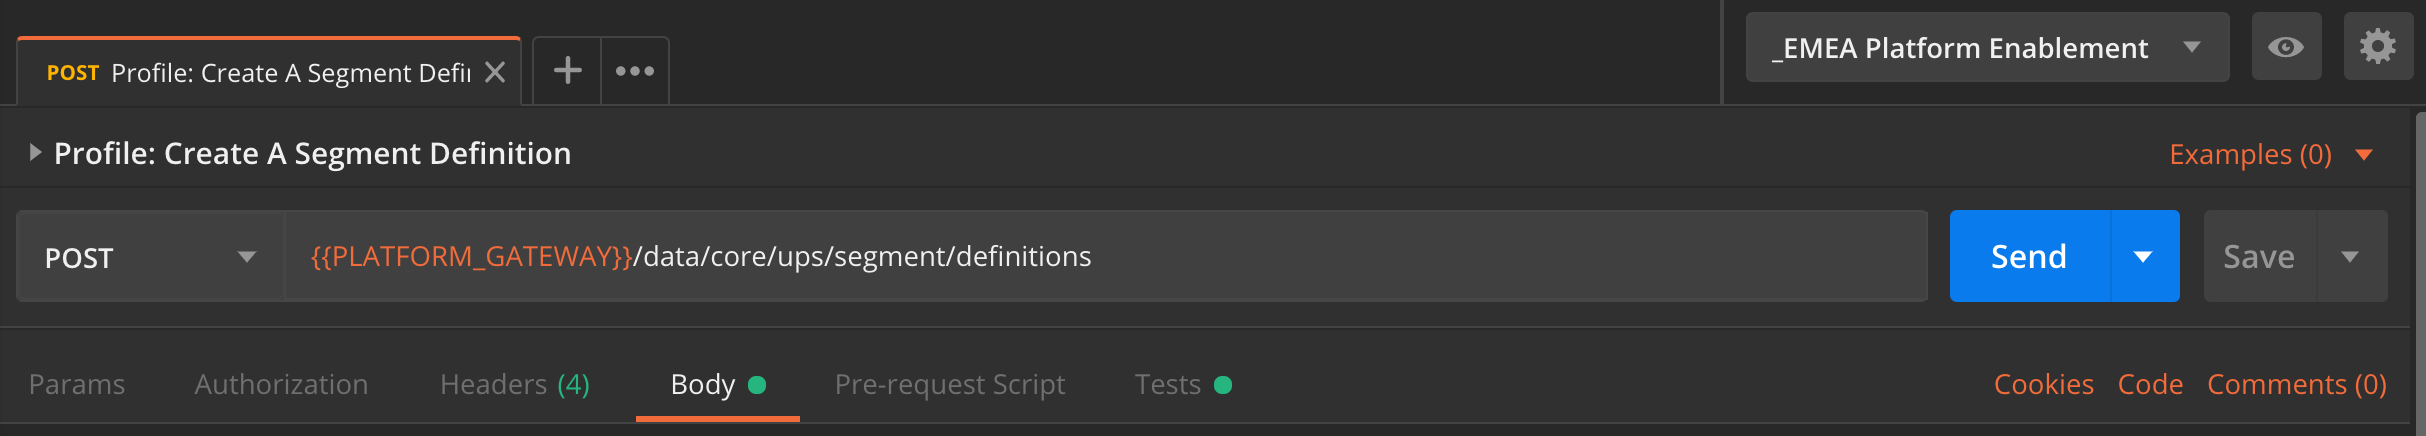 POST Profile: Create A Segment Defin
_EMEA Platform Enablement
Profile: Create A Segment Definition
Examples (0)
POST
{{PLATFORM_GATEWAY}}/data/core/ups/segment/definitions
Send
Save
Params
Authorization
Headers (4)
Body
Pre-request Script
Tests
Cookies
Code
Comments (0)